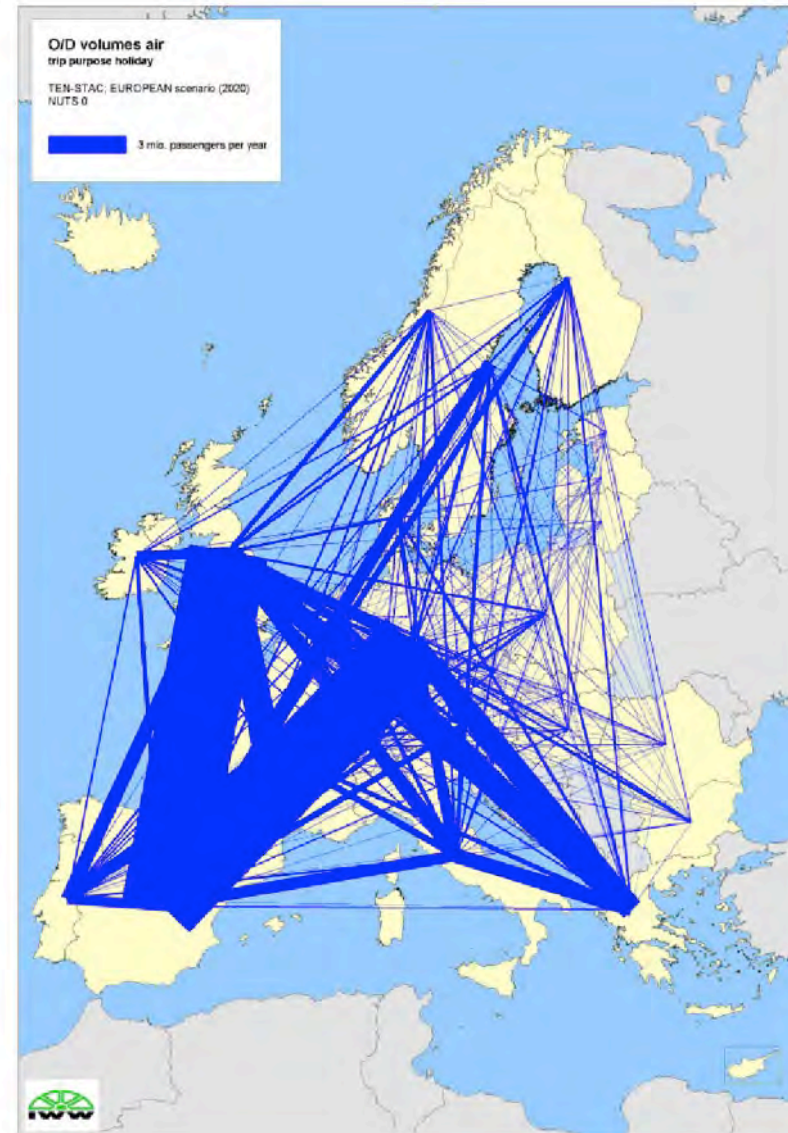 O/D volumes air
trip purpose holiday
TEN-STAC; EUROPEAN scenario (2020)
NUTS 0
3 mio. passengers per year
IWW